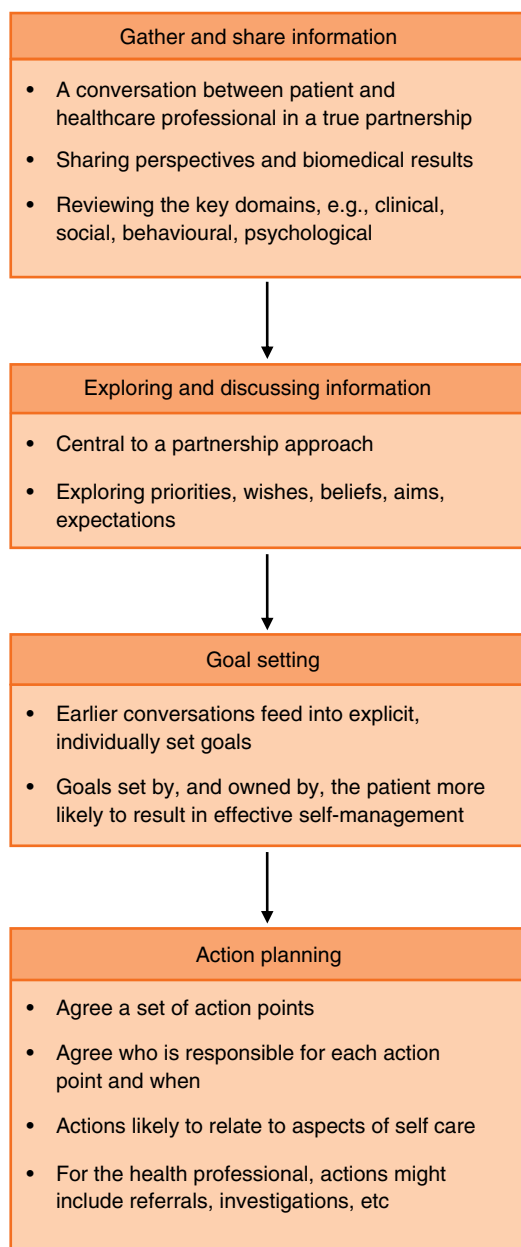 Gather and share information
• A conversation between patient and
healthcare professional in a true partnership
• Sharing perspectives and biomedical results
• Reviewing the key domains, e.g., clinical,
social, behavioural, psychological
Exploring and discussing information
• Central to a partnership approach
• Exploring priorities, wishes, beliefs, aims,
expectations
Goal setting
• Earlier conversations feed into explicit,
individually set goals
• Goals set by, and owned by, the patient more
likely to result in effective self-management
Action planning
• Agree a set of action points
• Agree who is responsible for each action
point and when
• Actions likely to relate to aspects of self care
• For the health professional, actions might
include referrals, investigations, etc